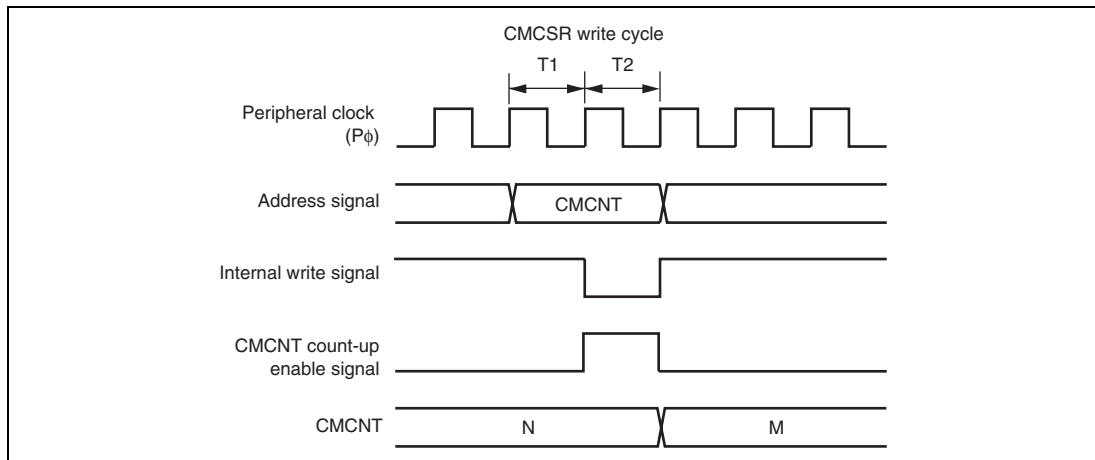 CMCSR write cycle
T1 T2
Peripheral clock
(Pϕ)
Address signal
CMCNT
Internal write signal
CMCNT count-up
enable signal
CMCNT
N M